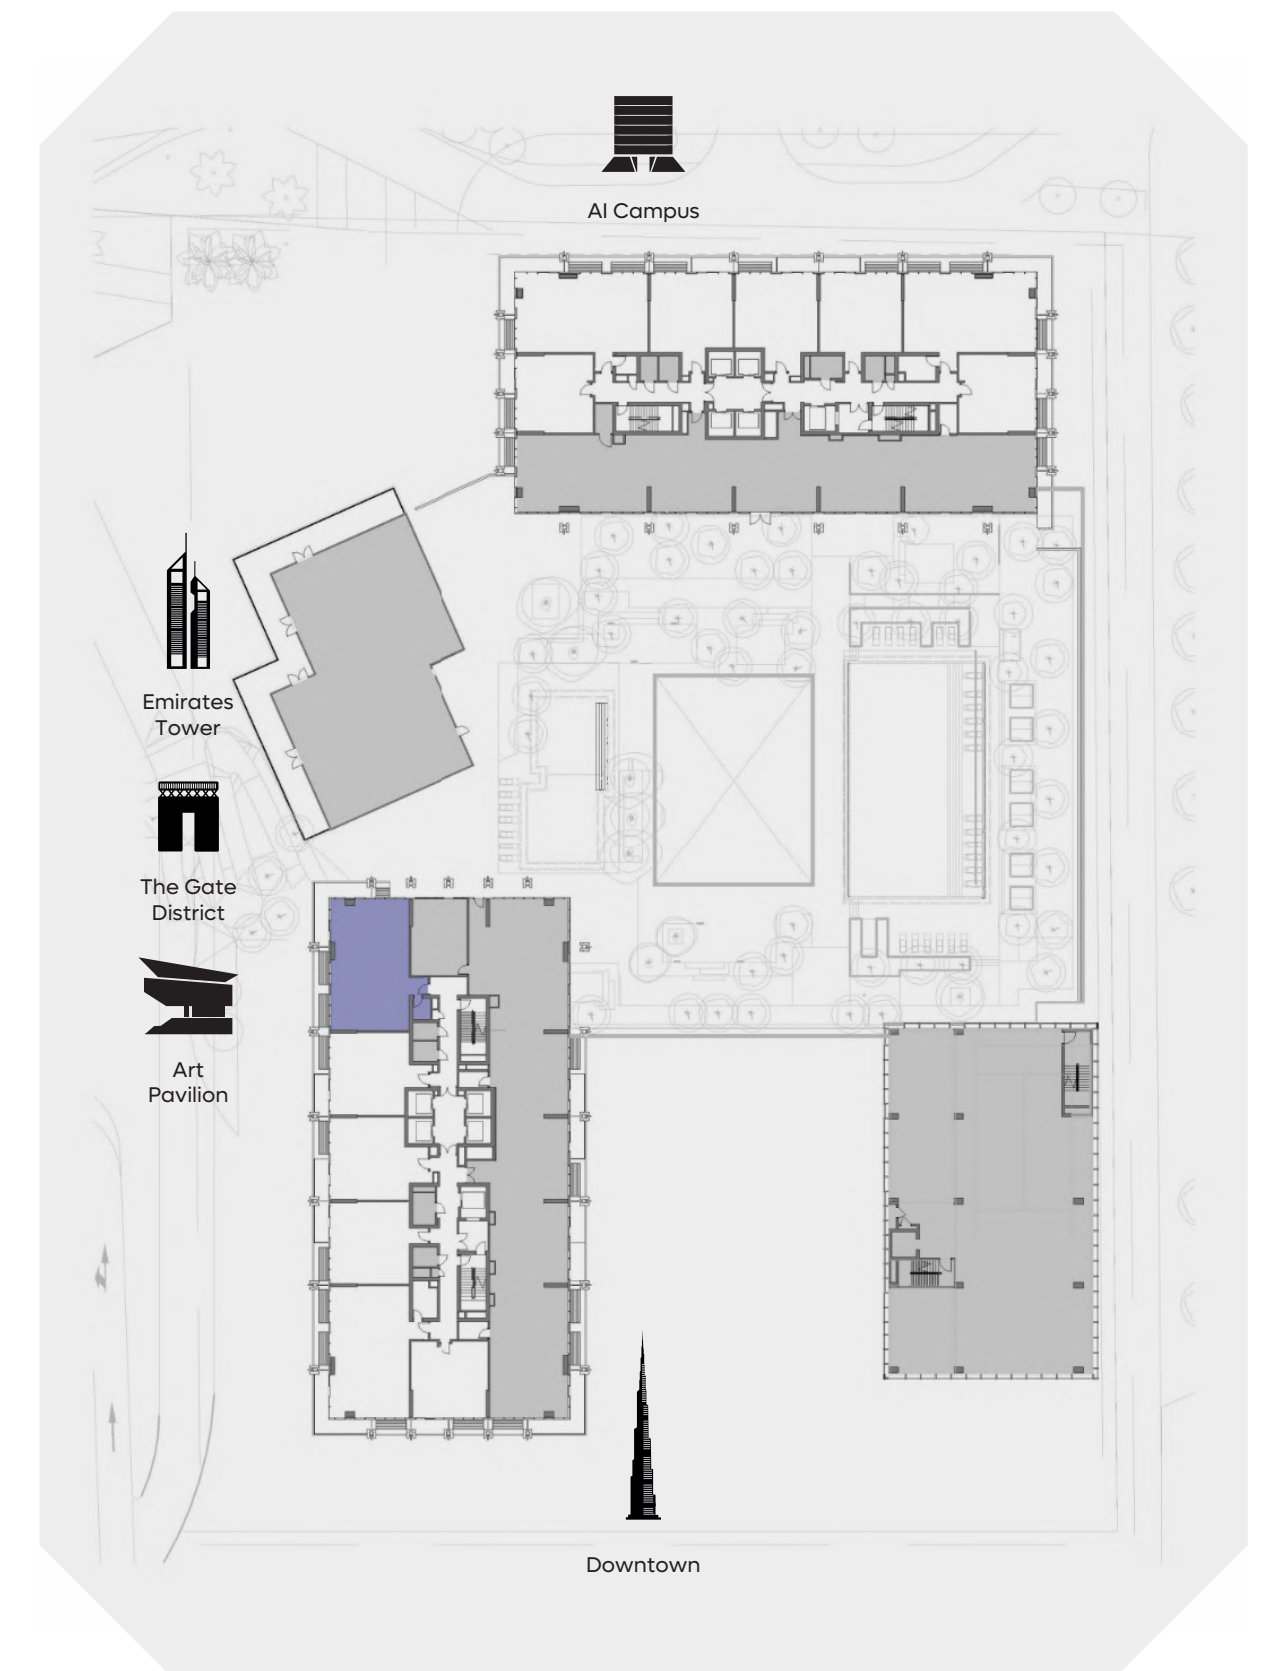 AI Campus
Emirates
Tower
The Gate
District
Art
Pavilion
Downtown